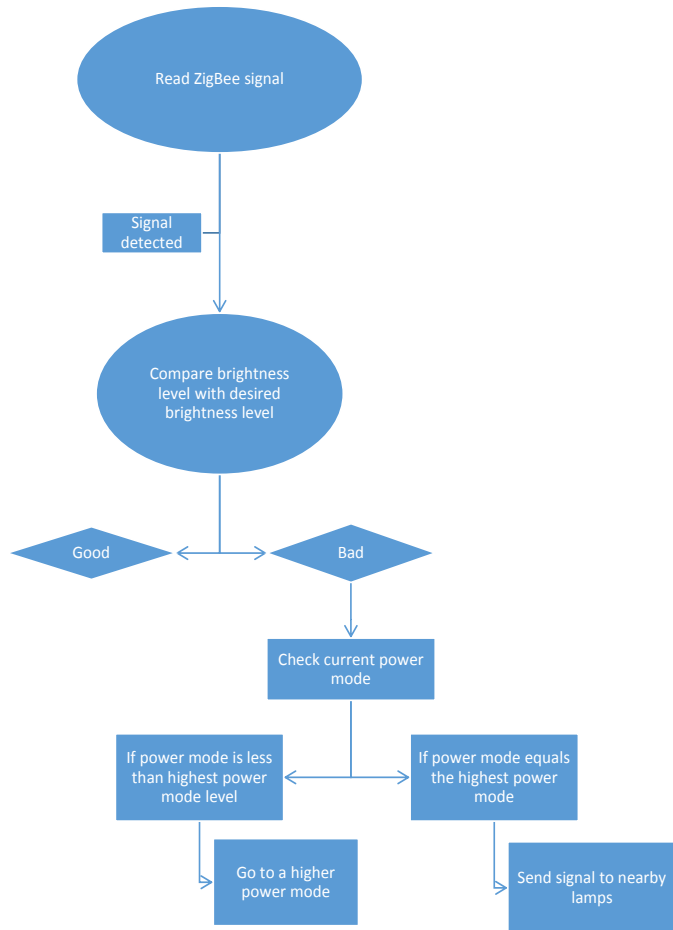 Read ZigBee signal
Signal
detected
Compare brightness
level with desired
brightness level
Good
Bad
Check current power
mode
If power mode is less
than highest power
mode level
If power mode equals
the highest power
mode
Go to a higher
power mode
Send signal to nearby
lamps